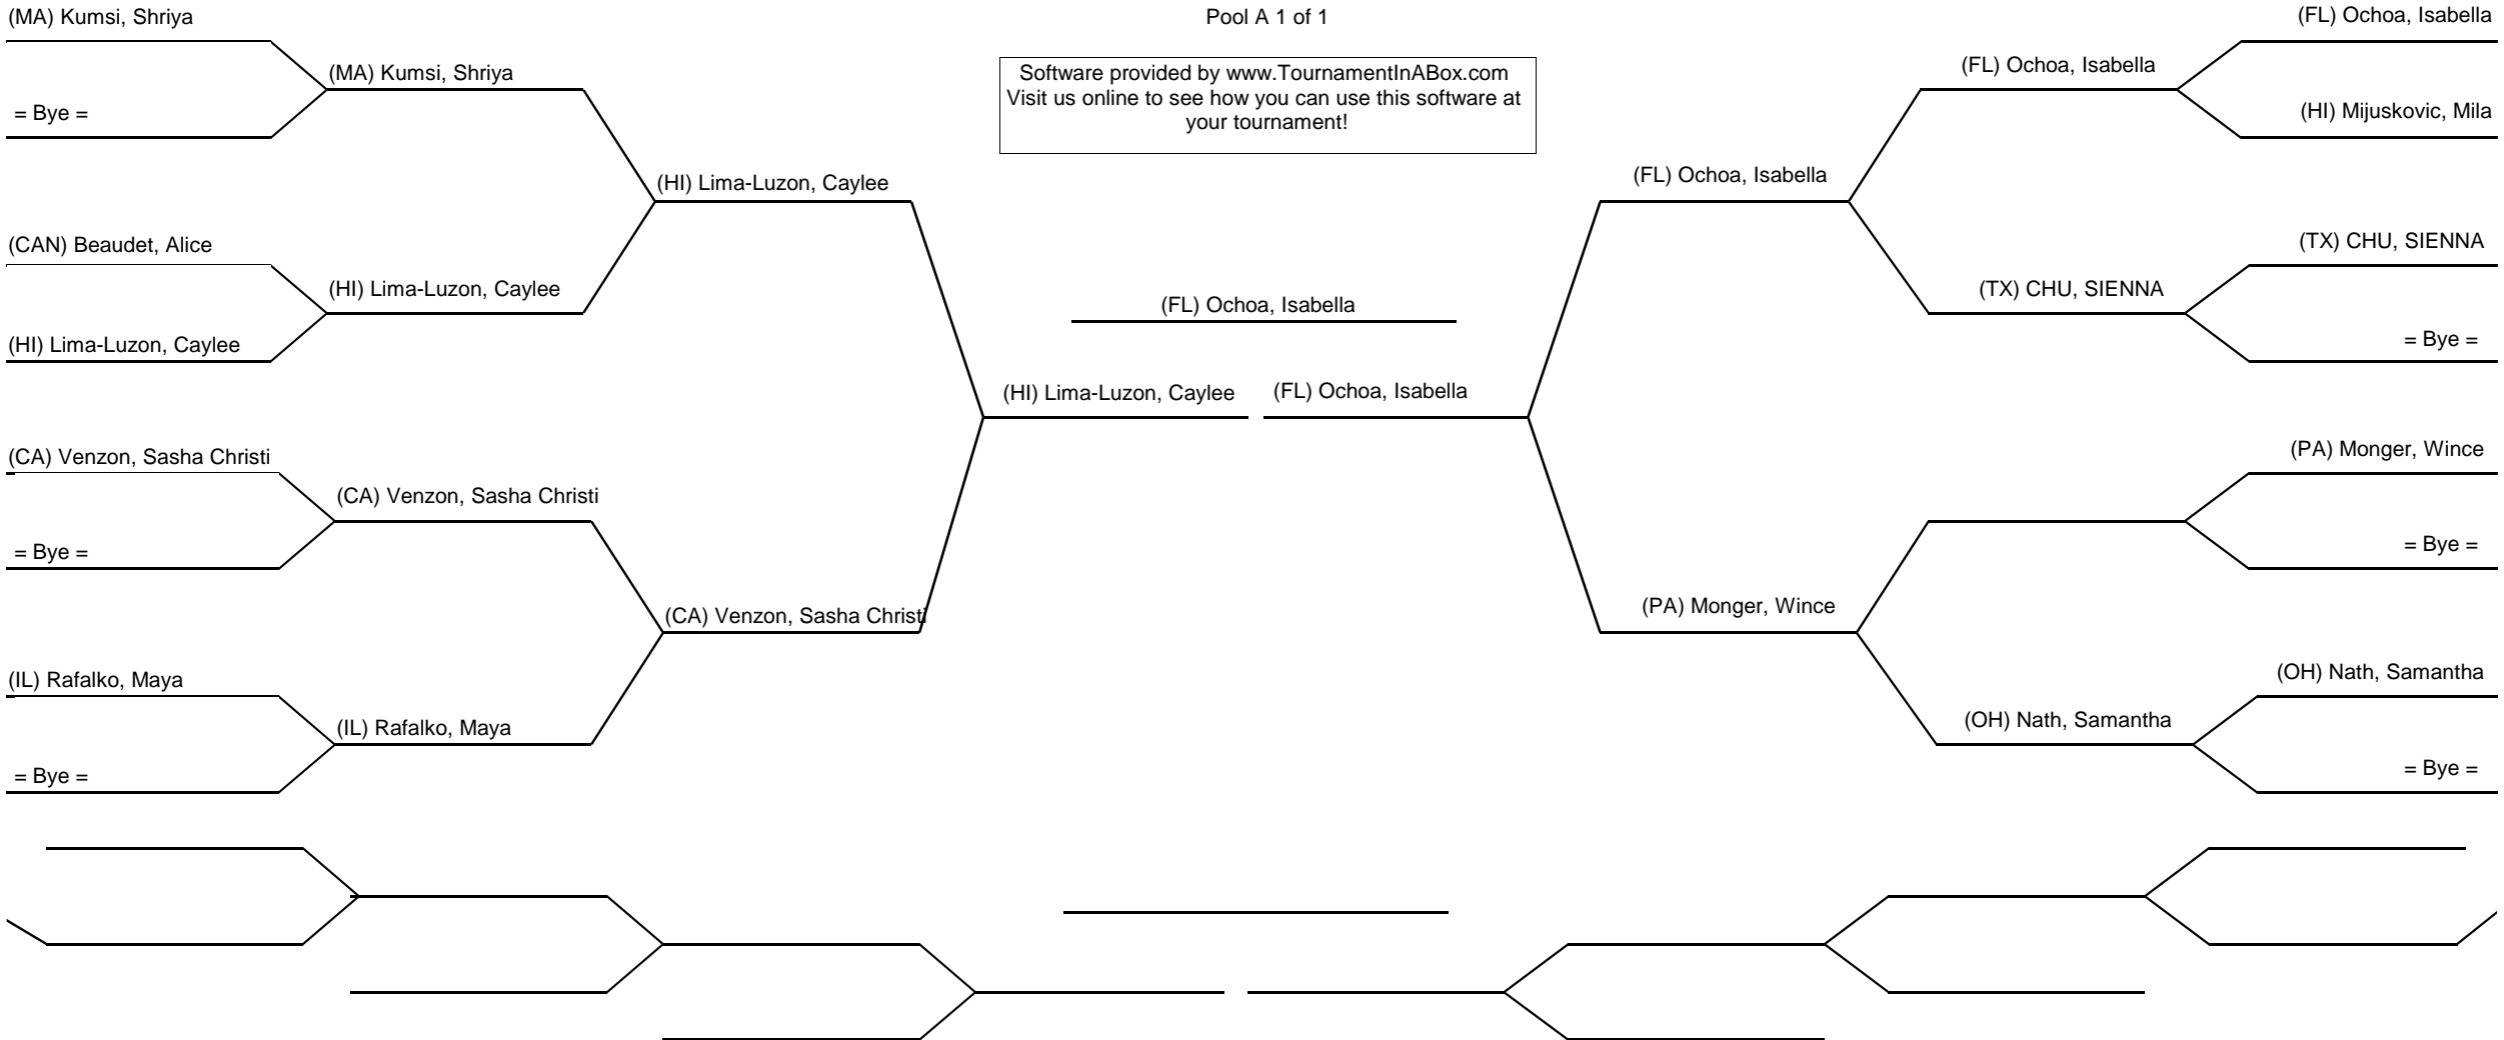 (MA) Kumsi, Shriya
= Bye =
(CAN) Beaudet, Alice
(HI) Lima-Luzon, Caylee
(CA) Venzon, Sasha Christi
= Bye =
(IL) Rafalko, Maya
= Bye =
(MA) Kumsi, Shriya
(HI) Lima-Luzon, Caylee
(CA) Venzon, Sasha Christi
(IL) Rafalko, Maya
(HI) Lima-Luzon, Caylee
(CA) Venzon, Sasha Christi
Pool A 1 of 1
Software provided by www.TournamentInABox.com
Visit us online to see how you can use this software at
your tournament!
(FL) Ochoa, Isabella
(HI) Lima-Luzon, Caylee
(FL) Ochoa, Isabella
(FL) Ochoa, Isabella
(PA) Monger, Wince
(FL) Ochoa, Isabella
(TX) CHU, SIENNA
(OH) Nath, Samantha
(FL) Ochoa, Isabella
(HI) Mijuskovic, Mila
(TX) CHU, SIENNA
= Bye =
(PA) Monger, Wince
= Bye =
(OH) Nath, Samantha
= Bye =